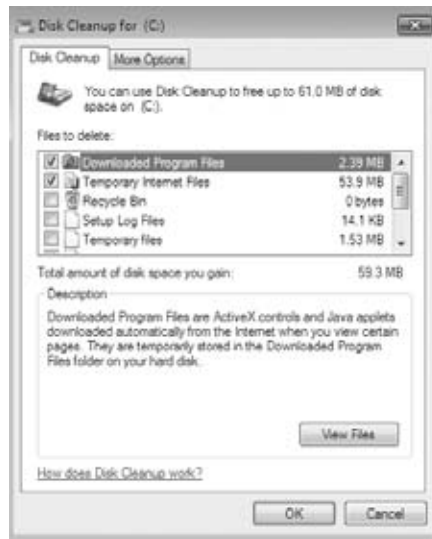 Disk Cleanup for (C:)
Disk Cleanup
More Options
You can use Disk Cleanup to free up to 61.0 MB of disk
space on (C:).
Files to delete:
Downloaded Program Files 2.39 MB
Temporary Internet Files 53.9 MB
Recycle Bin 0 bytes
Setup Log Files 14.1 KB
Temporary files 1.53 MB
Total amount of disk space you gain: 59.3 MB
Description
Downloaded Program Files are ActiveX controls and Java applets
downloaded automatically from the Internet when you view certain
pages. They are temporarily stored in the Downloaded Program
Files folder on your hard disk.
View Files
How does Disk Cleanup work?
OK
Cancel